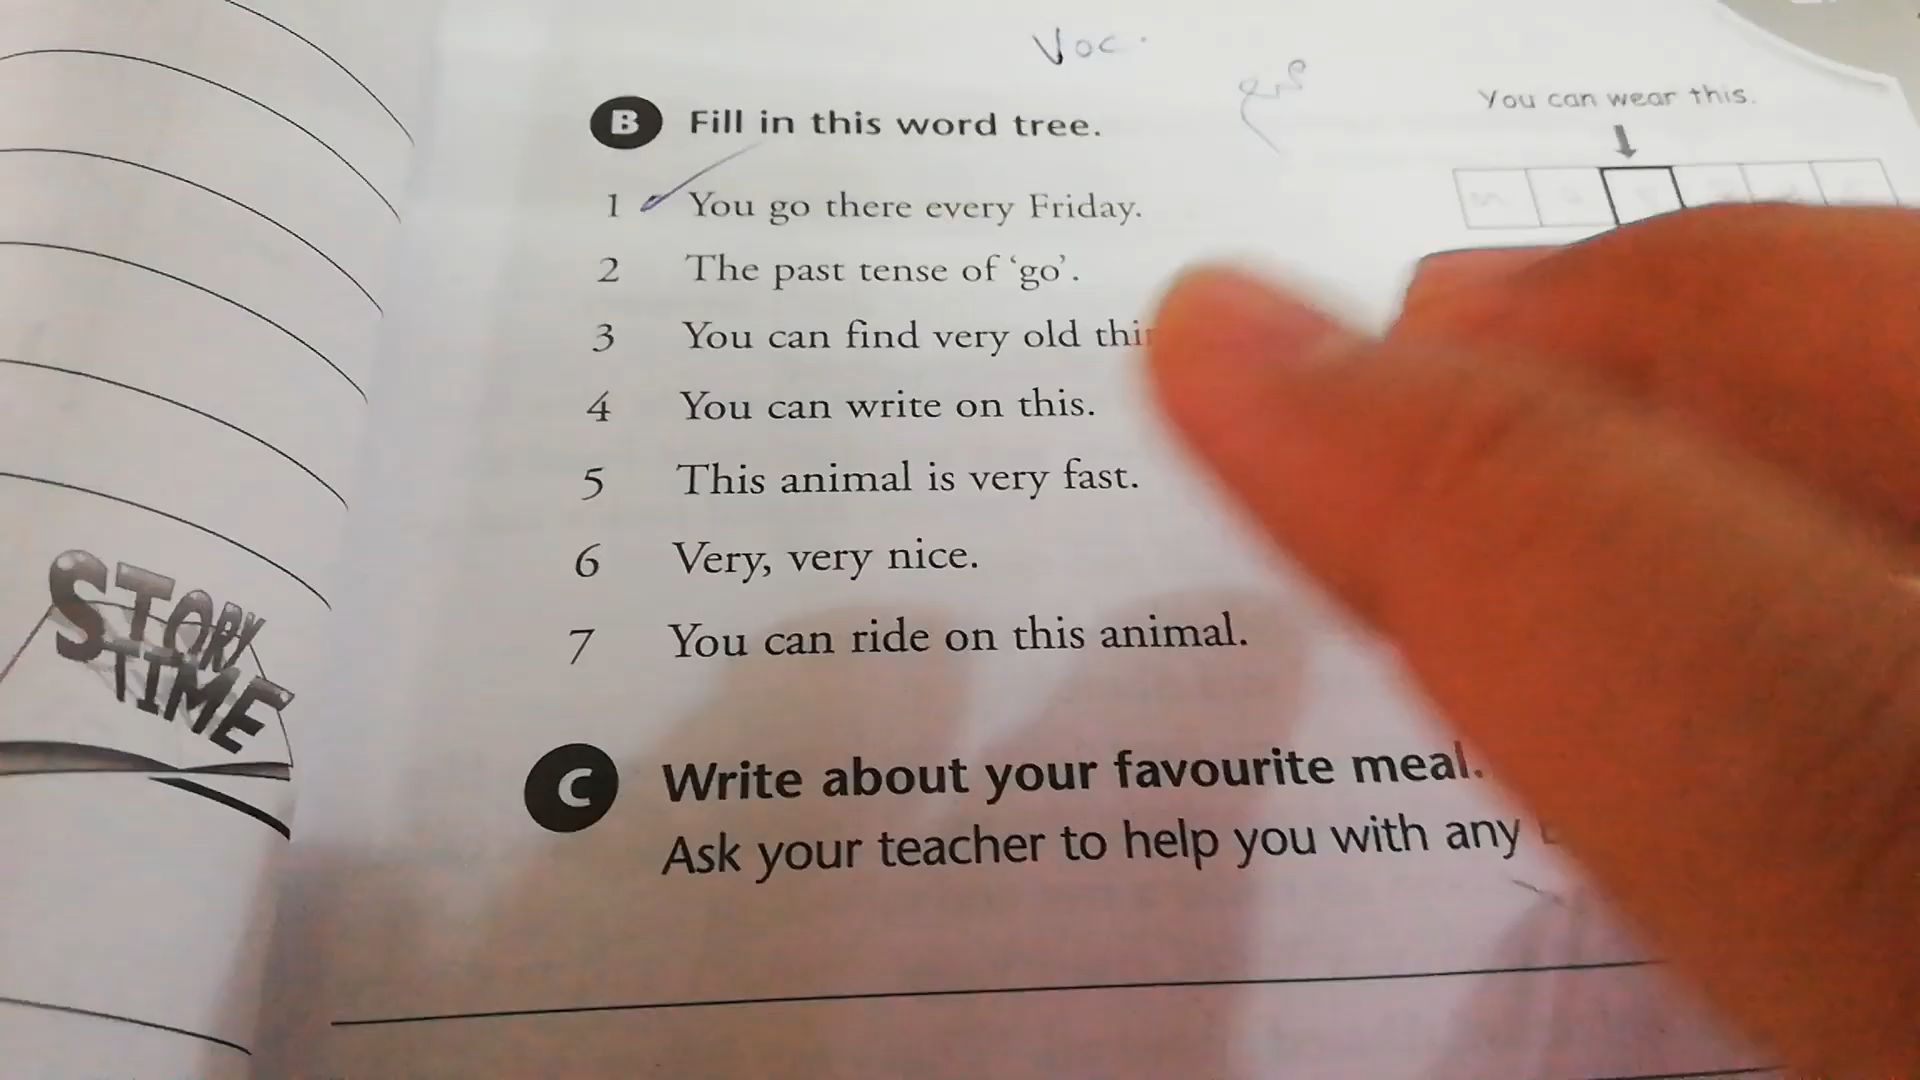 Voc.
You can wear this.
B Fill in this word tree.
1 You go there every Friday.
2 The past tense of ‘go’.
3 You can find very old
4 You can write on this.
5 This animal is very fast.
6 Very, very nice.
7 You can ride on this animal.
STORY
TIME
C Write about your favourite meal.
Ask your teacher to help you with any